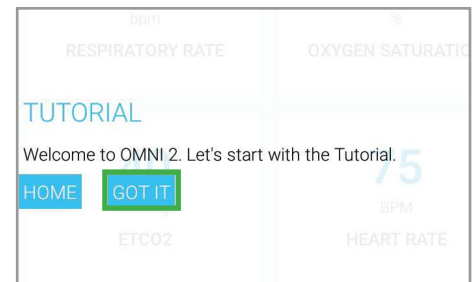 bpm
%
RESPIRATORY RATE
OXYGEN SATURATIO
TUTORIAL
Welcome to OMNI 2. Let's start with the Tutorial.
75
HOME
GOT IT
BPM
ETCO2
HEART RATE